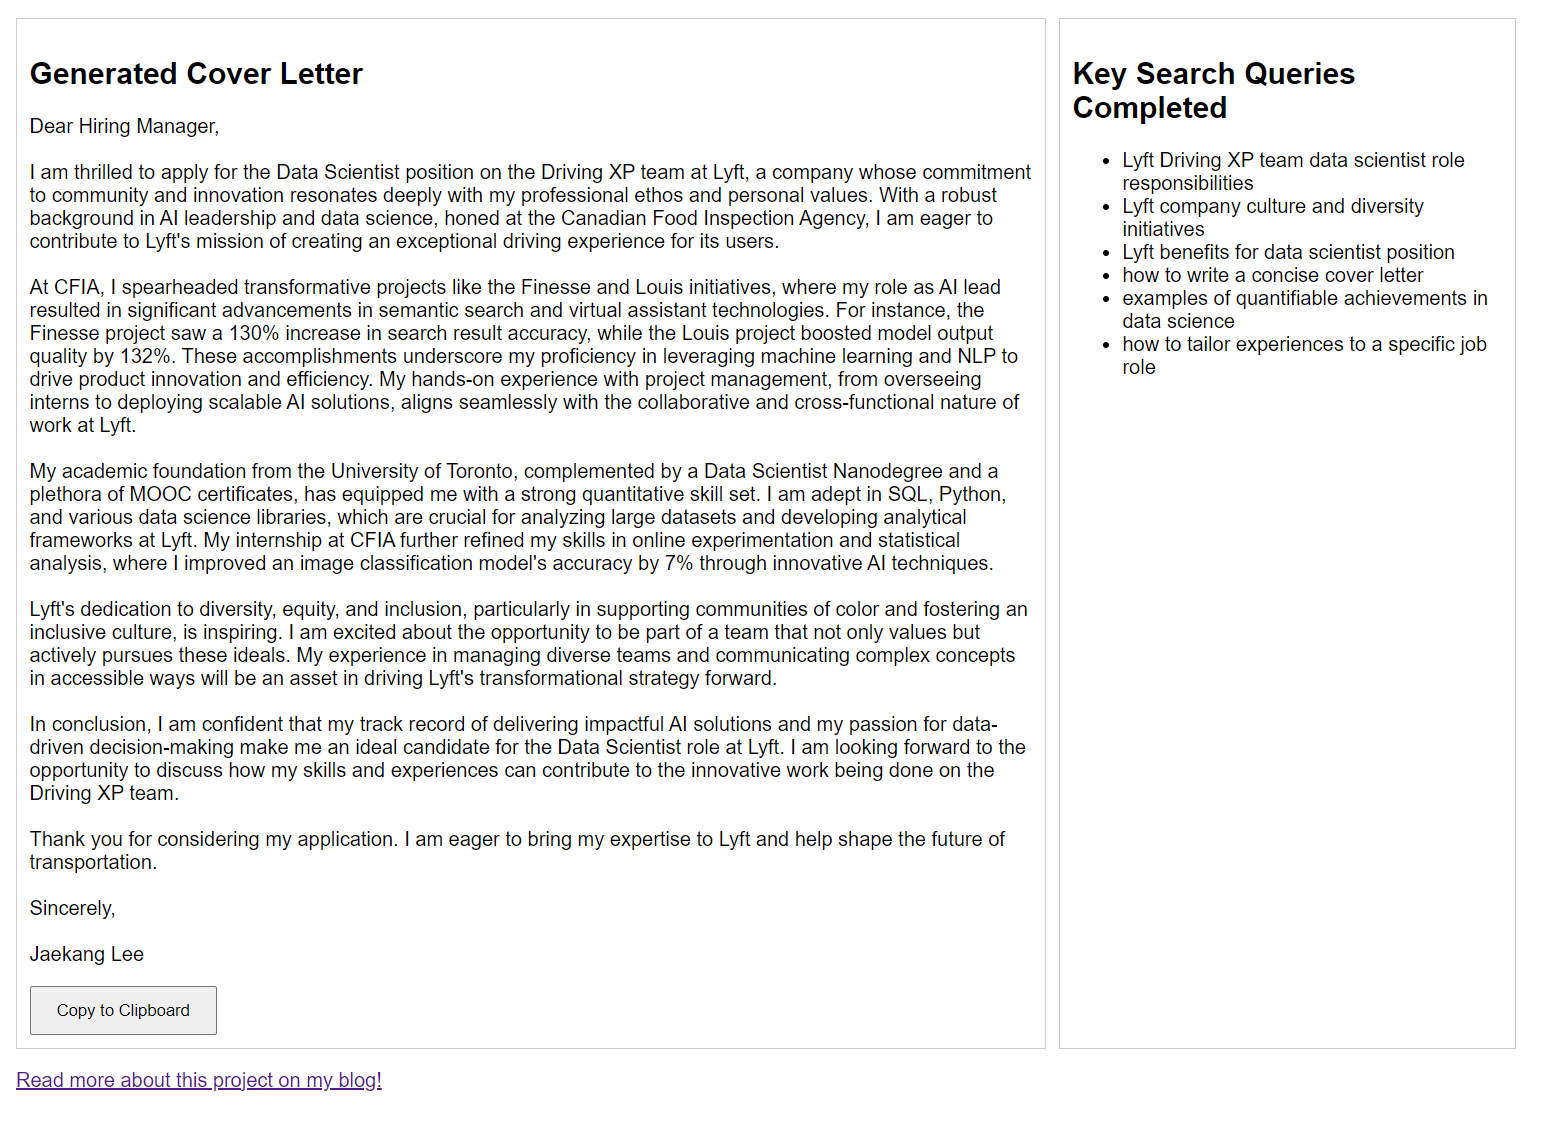 Generated Cover Letter
Dear Hiring Manager,
I am thrilled to apply for the Data Scientist position on the Driving XP team at Lyft, a company whose commitment
to community and innovation resonates deeply with my professional ethos and personal values. With a robust
background in AI leadership and data science, honed at the Canadian Food Inspection Agency, I am eager to
contribute to Lyft's mission of creating an exceptional driving experience for its users.
At CFIA, I spearheaded transformative projects like the Finesse and Louis initiatives, where my role as AI lead
resulted in significant advancements in semantic search and virtual assistant technologies. For instance, the
Finesse project saw a 130% increase in search result accuracy, while the Louis project boosted model output
quality by 132%. These accomplishments underscore my proficiency in leveraging machine learning and NLP to
drive product innovation and efficiency. My hands-on experience with project management, from overseeing
interns to deploying scalable AI solutions, aligns seamlessly with the collaborative and cross-functional nature of
work at Lyft.
My academic foundation from the University of Toronto, complemented by a Data Scientist Nanodegree and a
plethora of MOOC certificates, has equipped me with a strong quantitative skill set. I am adept in SQL, Python,
and various data science libraries, which are crucial for analyzing large datasets and developing analytical
frameworks at Lyft. My internship at CFIA further refined my skills in online experimentation and statistical
analysis, where I improved an image classification model's accuracy by 7% through innovative AI techniques.
Lyft's dedication to diversity, equity, and inclusion, particularly in supporting communities of color and fostering an
inclusive culture, is inspiring. I am excited about the opportunity to be part of a team that not only values but
actively pursues these ideals. My experience in managing diverse teams and communicating complex concepts
in accessible ways will be an asset in driving Lyft's transformational strategy forward.
In conclusion, I am confident that my track record of delivering impactful AI solutions and my passion for data-
driven decision-making make me an ideal candidate for the Data Scientist role at Lyft. I am looking forward to the
opportunity to discuss how my skills and experiences can contribute to the innovative work being done on the
Driving XP team.
Thank you for considering my application. I am eager to bring my expertise to Lyft and help shape the future of
transportation.
Sincerely,
Jaekang Lee
Copy to Clipboard
Key Search Queries
Completed
• Lyft Driving XP team data scientist role
responsibilities
• Lyft company culture and diversity
initiatives
• Lyft benefits for data scientist position
• how to write a concise cover letter
• examples of quantifiable achievements in
data science
• how to tailor experiences to a specific job
role
Read more about this project on my blog!